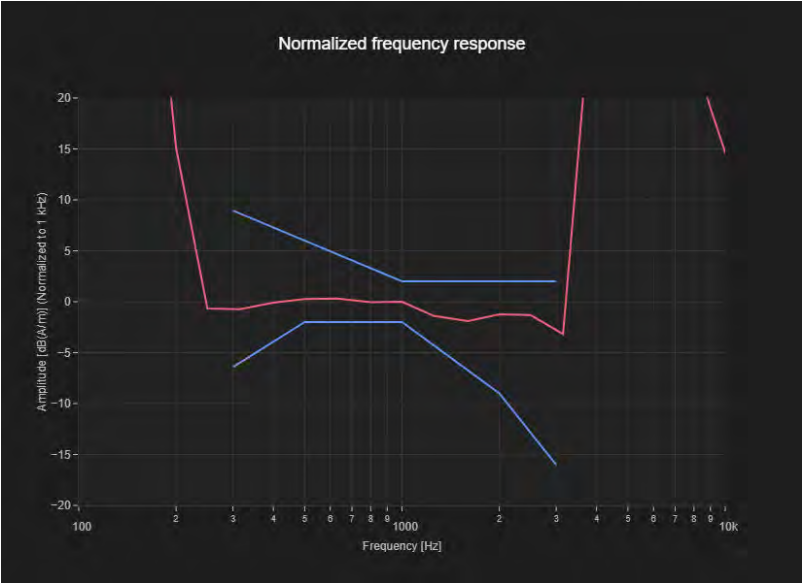 Normalized frequency response
20
15
10
5
0
−5
−10
−15
−20
Amplitude [dB(A/m)] (Normalized to 1 kHz)
100 2 3 4 5 6 7 8 9 1000 2 3 4 5 6 7 8 9 10k
Frequency [Hz]